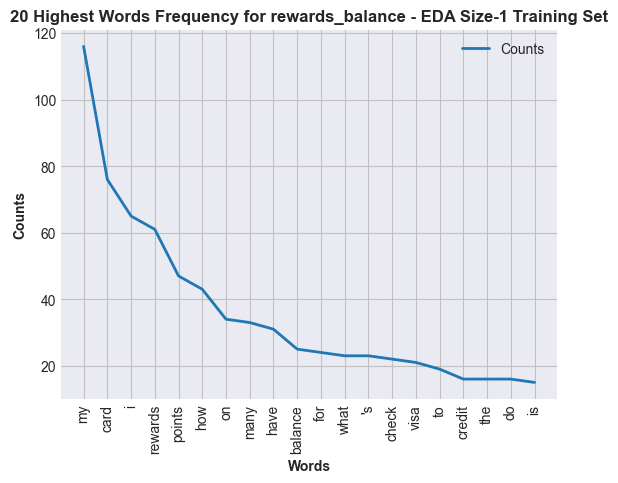 20 Highest Words Frequency for rewards_balance - EDA Size-1 Training Set
Counts
Counts
120
100
80
60
40
20
my
card
i
rewards
points
how
on
many
have
balance
for
what
's
check
visa
to
credit
the
do
is
Words